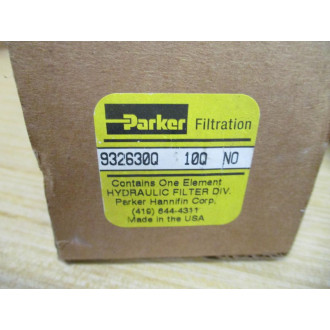 Parker Filtration
932630Q 10Q NO
Contains One Element
HYDRAULIC FILTER DIV.
Parker Hannifin Corp.
(419) 644-4311
Made in the USA